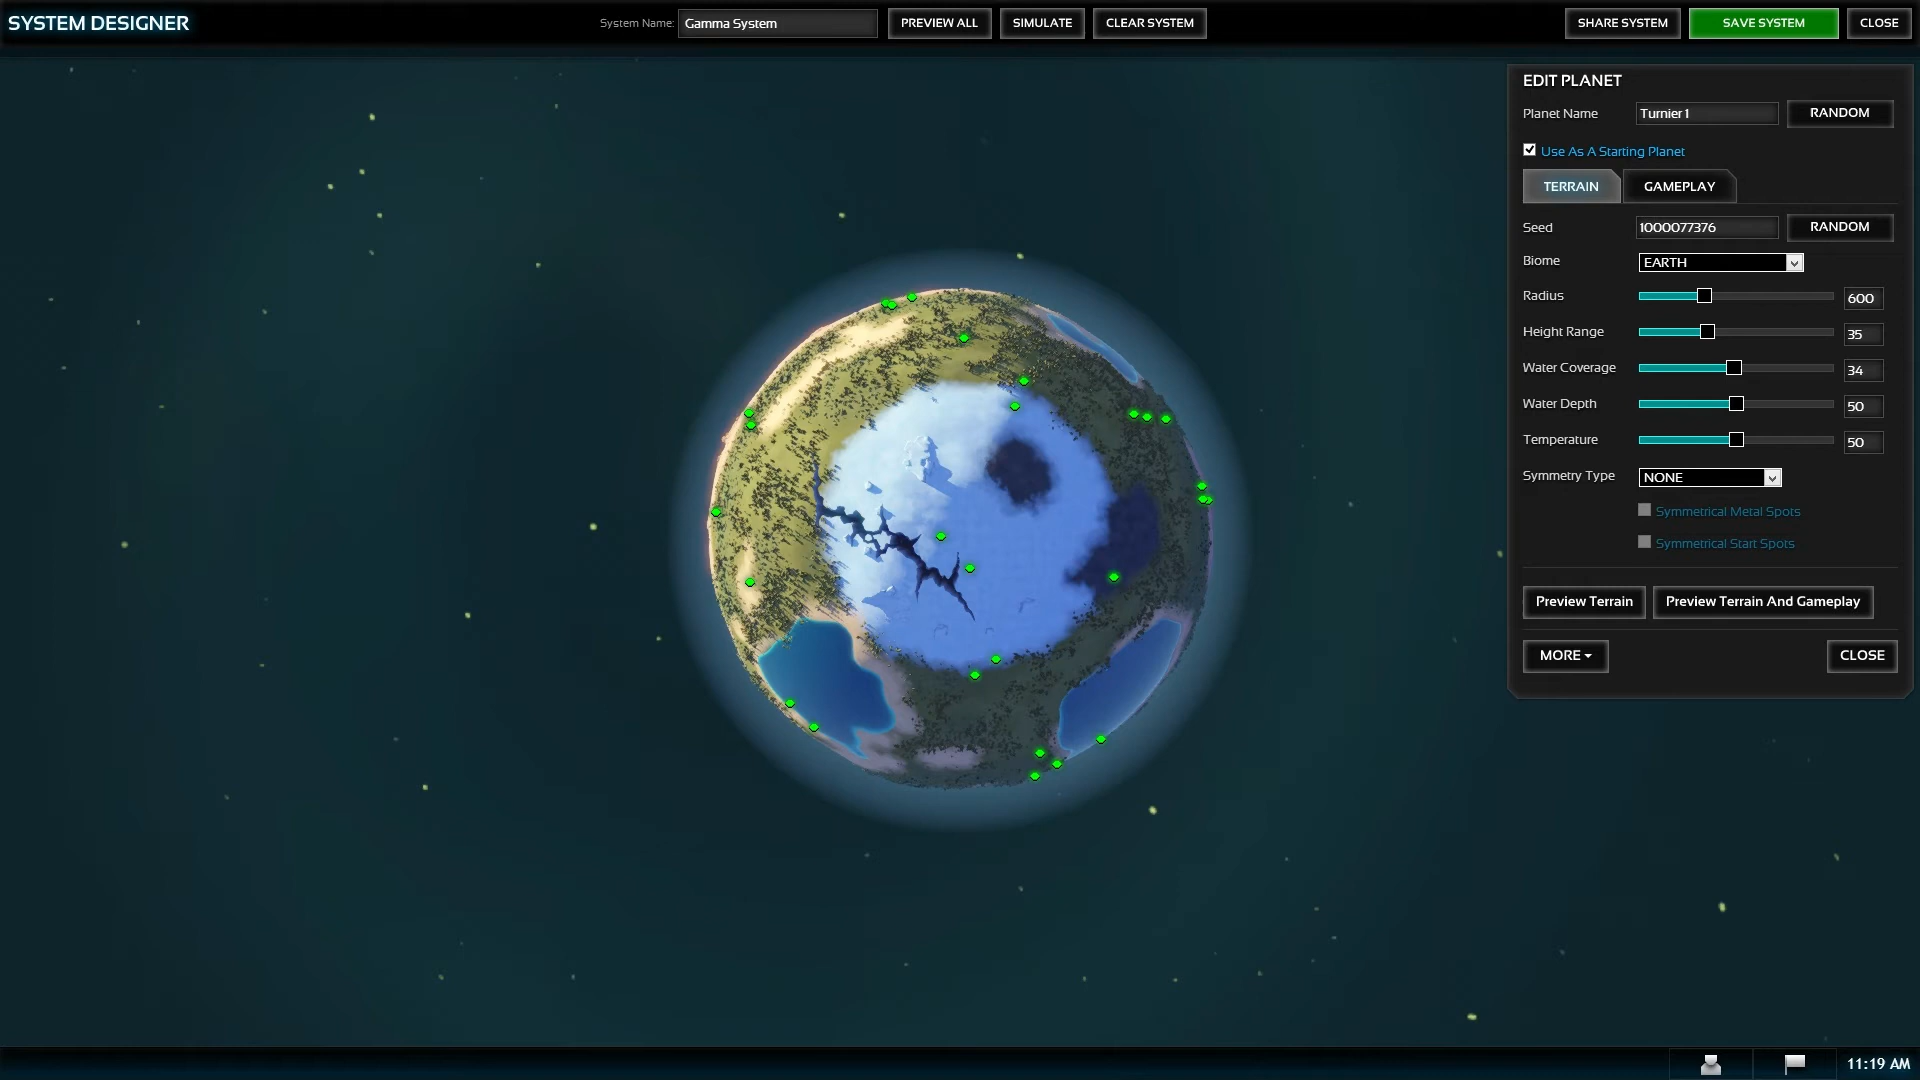 SYSTEM DESIGNER
System Name: Gamma System PREVIEW ALL SIMULATE CLEAR SYSTEM SHARE SYSTEM SAVE SYSTEM CLOSE
EDIT PLANET
Planet Name Turnier 1 RANDOM
Use As A Starting Planet
TERRAIN GAMEPLAY
Seed 1000077376 RANDOM
Biome EARTH
Radius 600
Height Range 35
Water Coverage 34
Water Depth 50
Temperature 50
Symmetry Type NONE
Symmetrical Metal Spots
Symmetrical Start Spots
Preview Terrain Preview Terrain And Gameplay
MORE CLOSE
11:19 AM